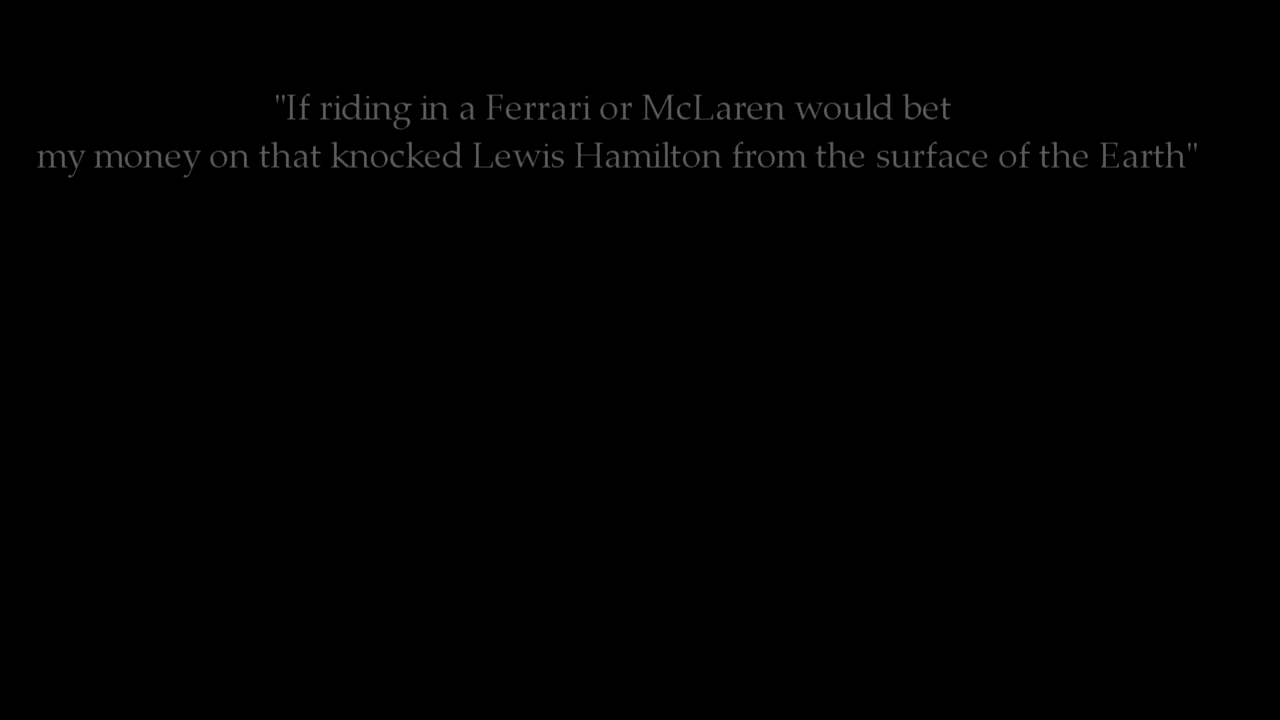 "If riding in a Ferrari or McLaren would bet
my money on that knocked Lewis Hamilton from the surface of the Earth"